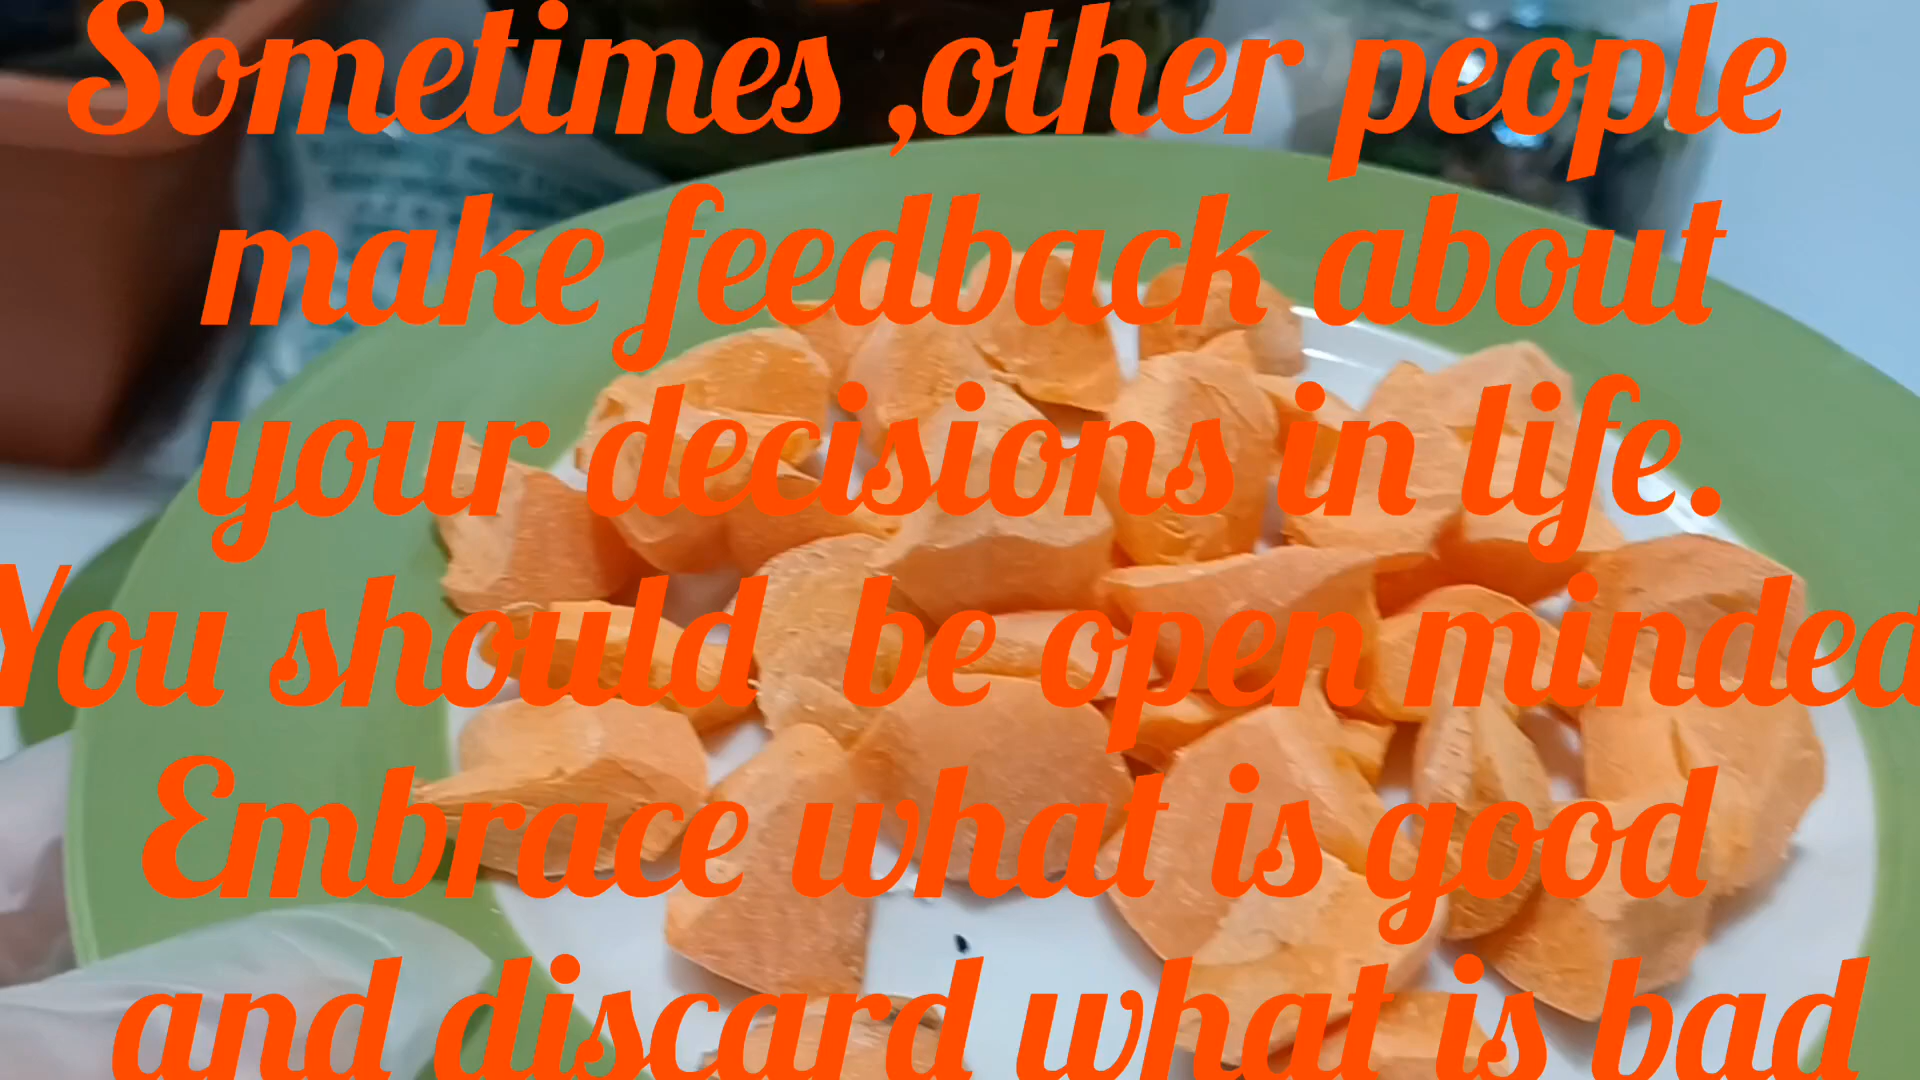 Sometimes ,other people
make feedback about
your decisions in life.
You should be open minded
Embrace what is good
and discard what is bad